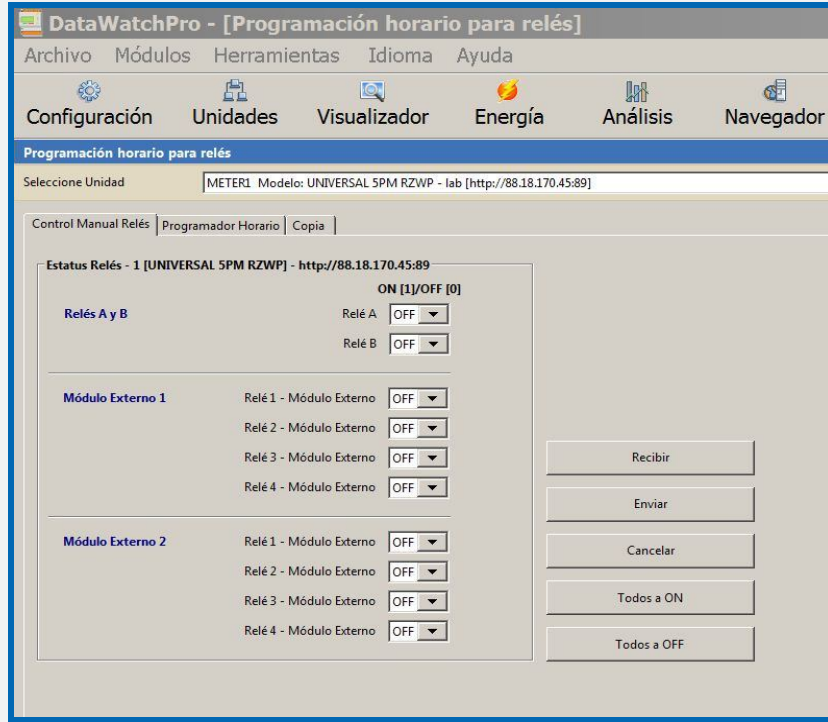 DataWatchPro - [Programación horario para relés]
Archivo Módulos Herramientas Idioma Ayuda
Configuración Unidades Visualizador Energía Análisis Navegador
Programación horario para relés
Seleccione Unidad METER1 Modelo: UNIVERSAL 5PM RZWP - lab [http://88.18.170.45:89]
Control Manual Relés Programador Horario Copia
Estatus Relés - 1 [UNIVERSAL 5PM RZWP] - http://88.18.170.45:89
ON [1]/OFF [0]
Relés A y B Relé A OFF
Relé B OFF
Módulo Externo 1 Relé 1 - Módulo Externo OFF
Relé 2 - Módulo Externo OFF
Relé 3 - Módulo Externo OFF
Relé 4 - Módulo Externo OFF
Módulo Externo 2 Relé 1 - Módulo Externo OFF
Relé 2 - Módulo Externo OFF
Relé 3 - Módulo Externo OFF
Relé 4 - Módulo Externo OFF
Recibir
Enviar
Cancelar
Todos a ON
Todos a OFF